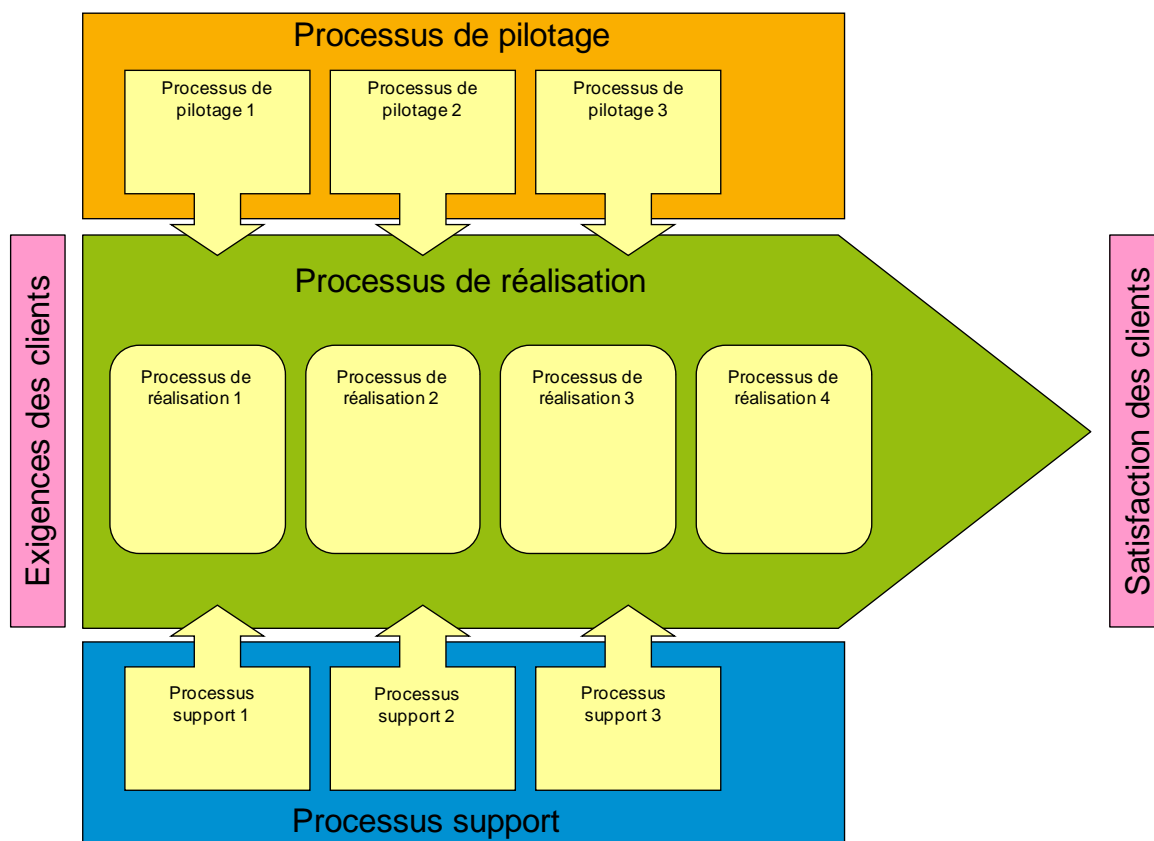 Processus de pilotage
Processus de
pilotage 1
Processus de
pilotage 2
Processus de
pilotage 3
Exigences des clients
Processus de réalisation
Processus de
réalisation 1
Processus de
réalisation 2
Processus de
réalisation 3
Processus de
réalisation 4
Satisfaction des clients
Processus
support 1
Processus
support 2
Processus
support 3
Processus support